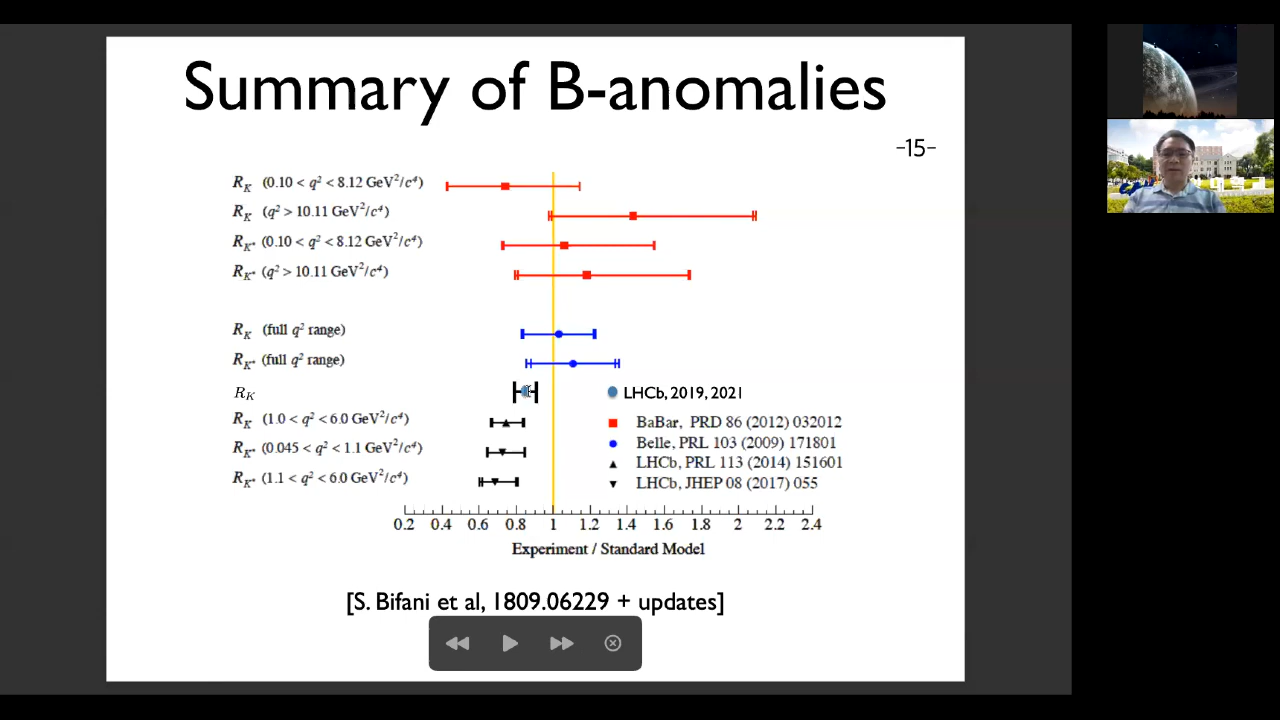 Summary of B-anomalies
-15-
R_K (0.10 < q² < 8.12 GeV²/c⁴)
R_K (q² > 10.11 GeV²/c⁴)
R_K* (0.10 < q² < 8.12 GeV²/c⁴)
R_K* (q² > 10.11 GeV²/c⁴)
R_K (full q² range)
R_K* (full q² range)
R_K
R_K (1.0 < q² < 6.0 GeV²/c⁴)
R_K* (0.045 < q² < 1.1 GeV²/c⁴)
R_K* (1.1 < q² < 6.0 GeV²/c⁴)
LHCb, 2019, 2021
BaBar, PRD 86 (2012) 032012
Belle, PRL 103 (2009) 171801
LHCb, PRL 113 (2014) 151601
LHCb, JHEP 08 (2017) 055
0.2 0.4 0.6 0.8 1 1.2 1.4 1.6 1.8 2 2.2 2.4
Experiment / Standard Model
[S. Bifani et al, 1809.06229 + updates]